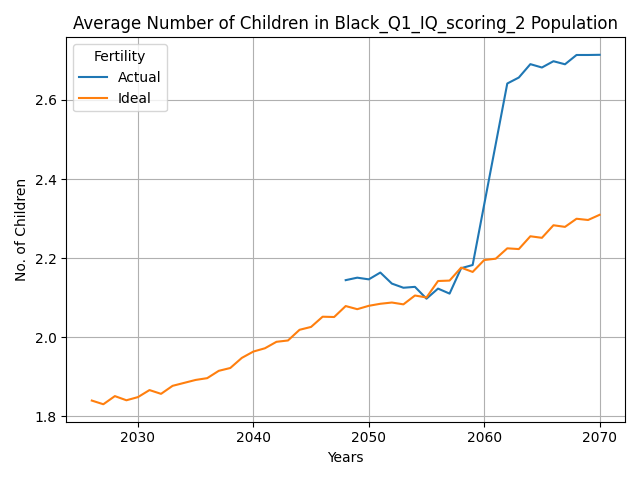 Average Number of Children in Black_Q1_IQ_scoring_2 Population
Fertility
Actual
Ideal
No. of Children
2.6
2.4
2.2
2.0
1.8
2030
2040
2050
2060
2070
Years